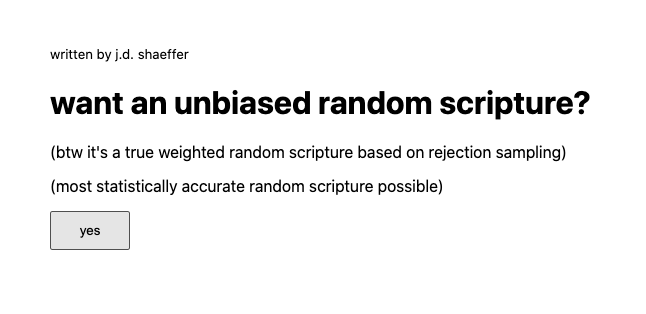 written by j.d. shaeffer
want an unbiased random scripture?
(btw it's a true weighted random scripture based on rejection sampling)
(most statistically accurate random scripture possible)
yes